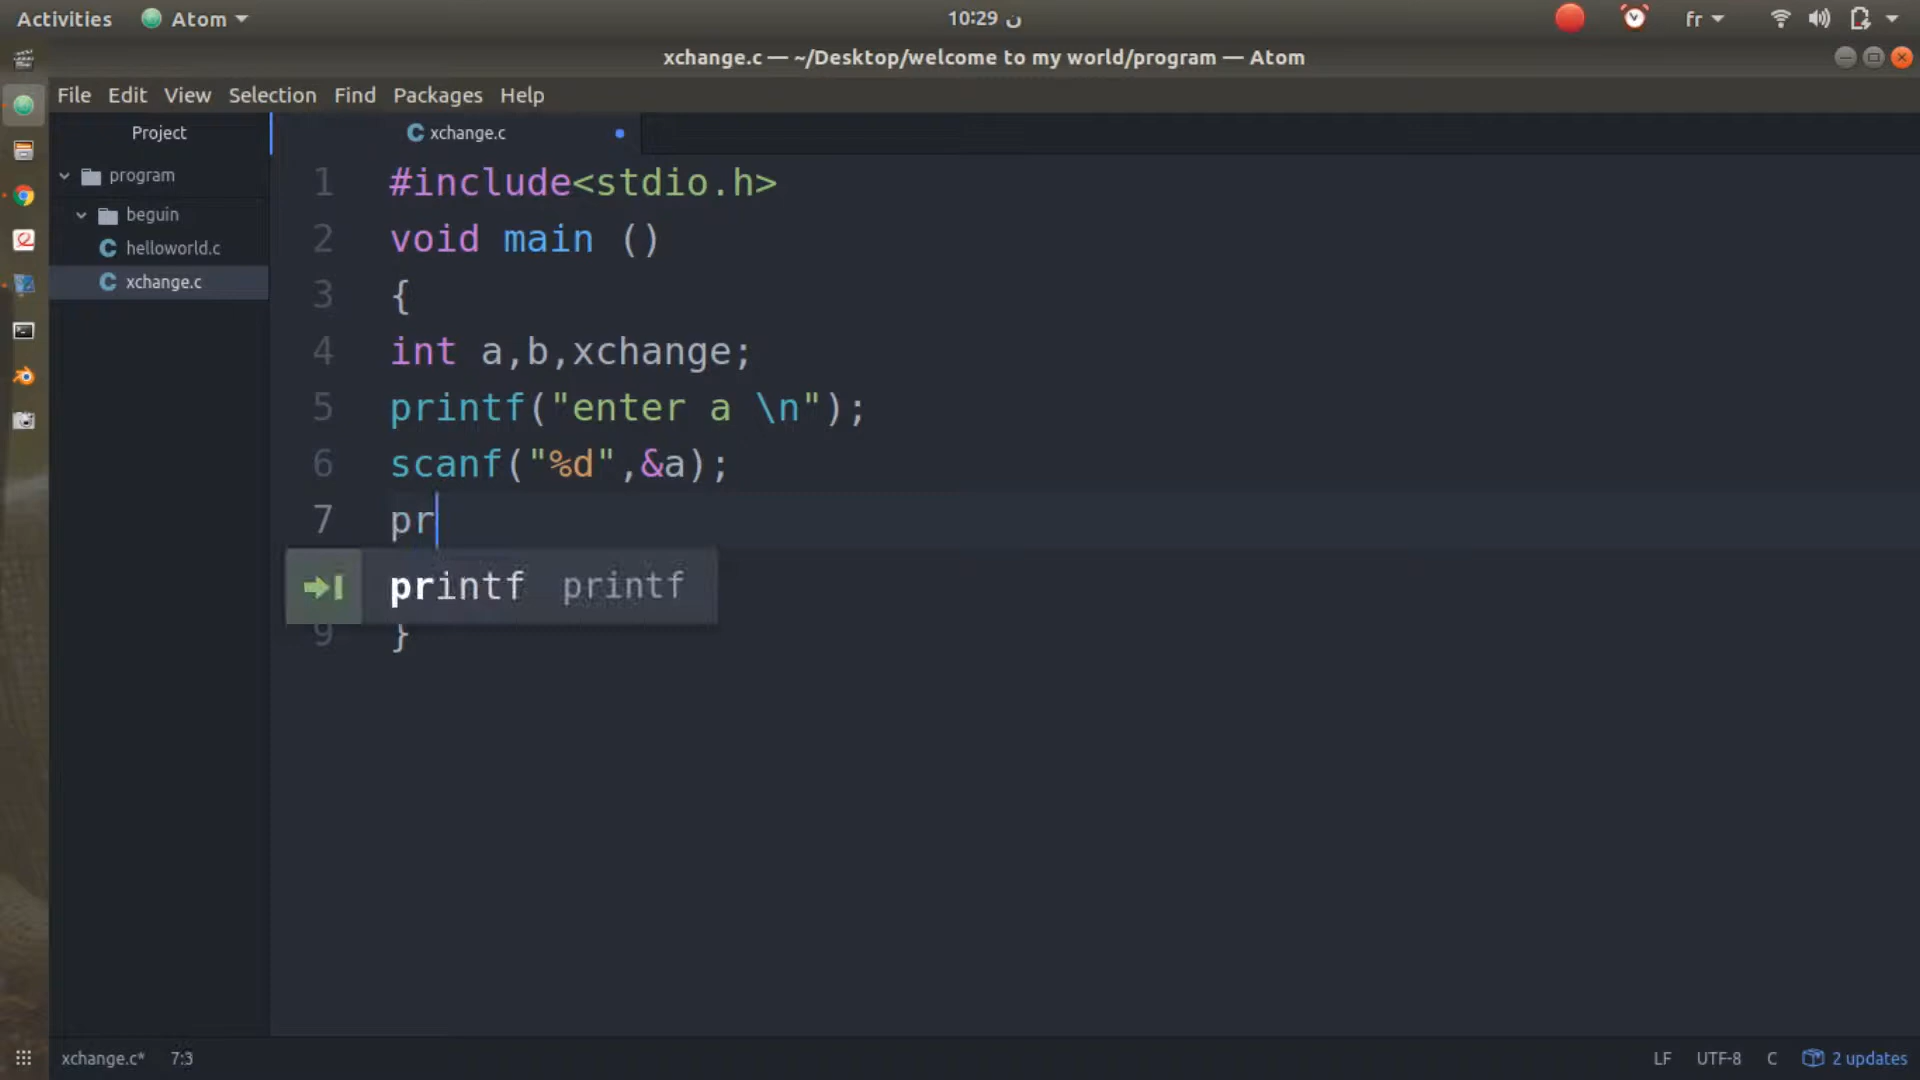 Activities
Atom
10:29 ن
fr
xchange.c — ~/Desktop/welcome to my world/program — Atom
File Edit View Selection Find Packages Help
Project
xchange.c
program
beguin
helloworld.c
xchange.c
1 #include<stdio.h>
2 void main ()
3 {
4 int a,b,xchange;
5 printf("enter a \n");
6 scanf("%d",&a);
7 pr
printf printf
9 }
xchange.c* 7:3
LF UTF-8 C 2 updates